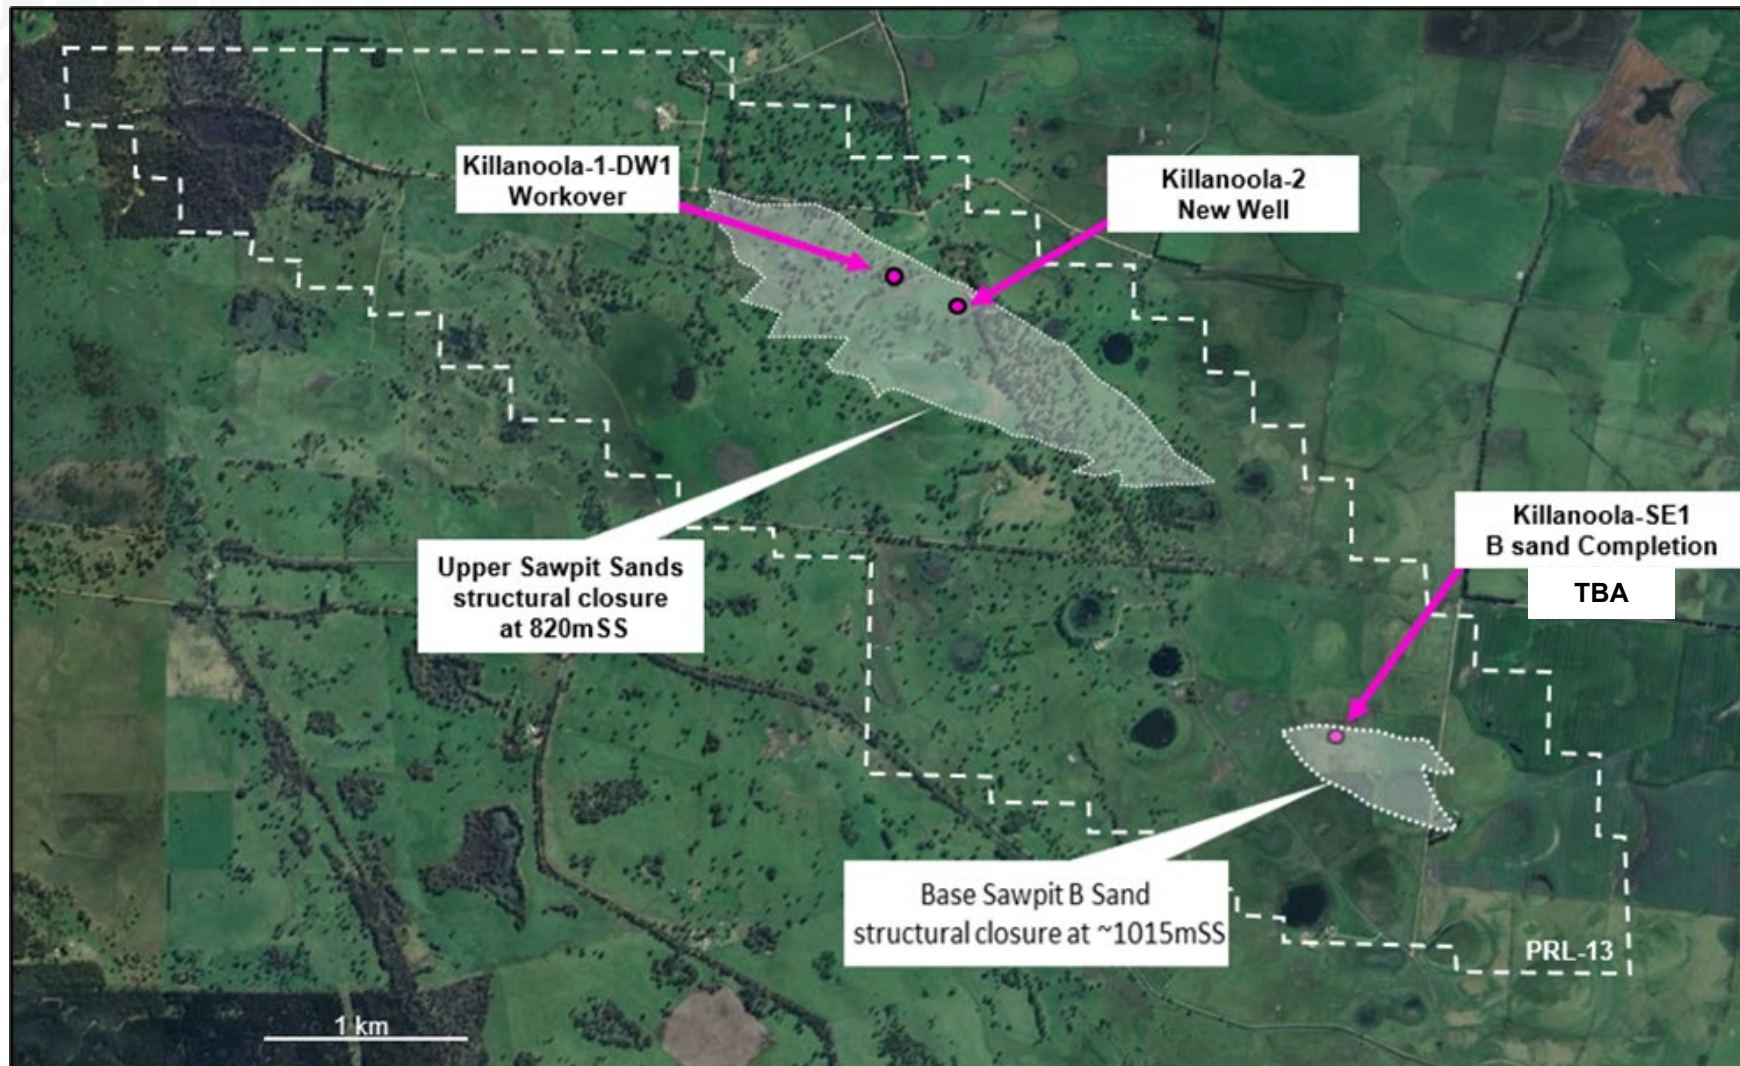 Killanoola-1-DW1
Workover
Killanoola-2
New Well
Killanoola-SE1
B sand Completion
TBA
Upper Sawpit Sands
structural closure
at 820mSS
Base Sawpit B Sand
structural closure at ~1015mSS
PRL-13
1 km